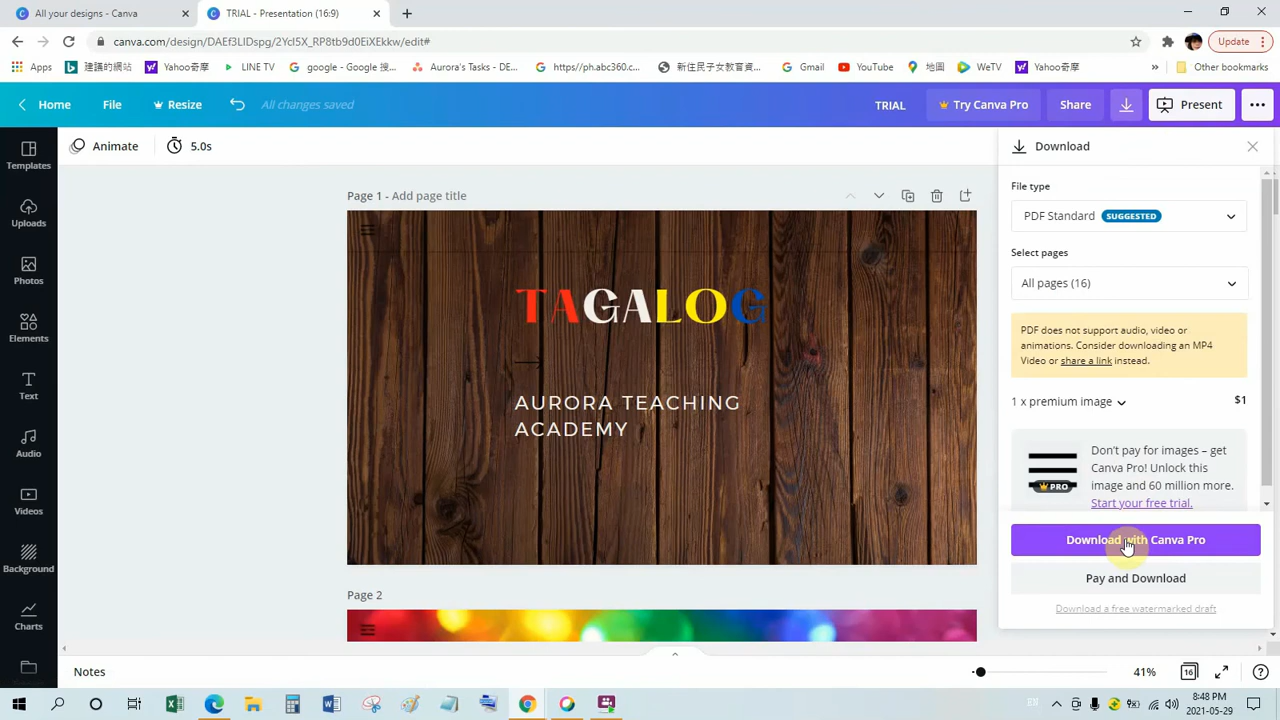 All your designs - Canva
TRIAL - Presentation (16:9)
canva.com/design/DAEf3LIDspg/2YcI5X_RP8tb9d0EiXEkkw/edit#
Update
Apps
建議的網站
Yahoo奇摩
LINE TV
google - Google 搜...
Aurora's Tasks - DE...
https//ph.abc360.c...
新住民子女教育資...
Gmail
YouTube
地圖
WeTV
Yahoo奇摩
»
Other bookmarks
Home
File
Resize
All changes saved
TRIAL
Try Canva Pro
Share
Present
Animate
5.0s
Templates
Uploads
Photos
Elements
Text
Audio
Videos
Background
Charts
Page 1 - Add page title
TAGALOG
AURORA TEACHING
ACADEMY
Page 2
Download
File type
PDF Standard SUGGESTED
Select pages
All pages (16)
PDF does not support audio, video or
animations. Consider downloading an MP4
Video or share a link instead.
1 x premium image
$1
PRO
Don't pay for images – get
Canva Pro! Unlock this
image and 60 million more.
Start your free trial.
Download with Canva Pro
Pay and Download
Download a free watermarked draft
Notes
41%
16
EN
8:48 PM
2021-05-29